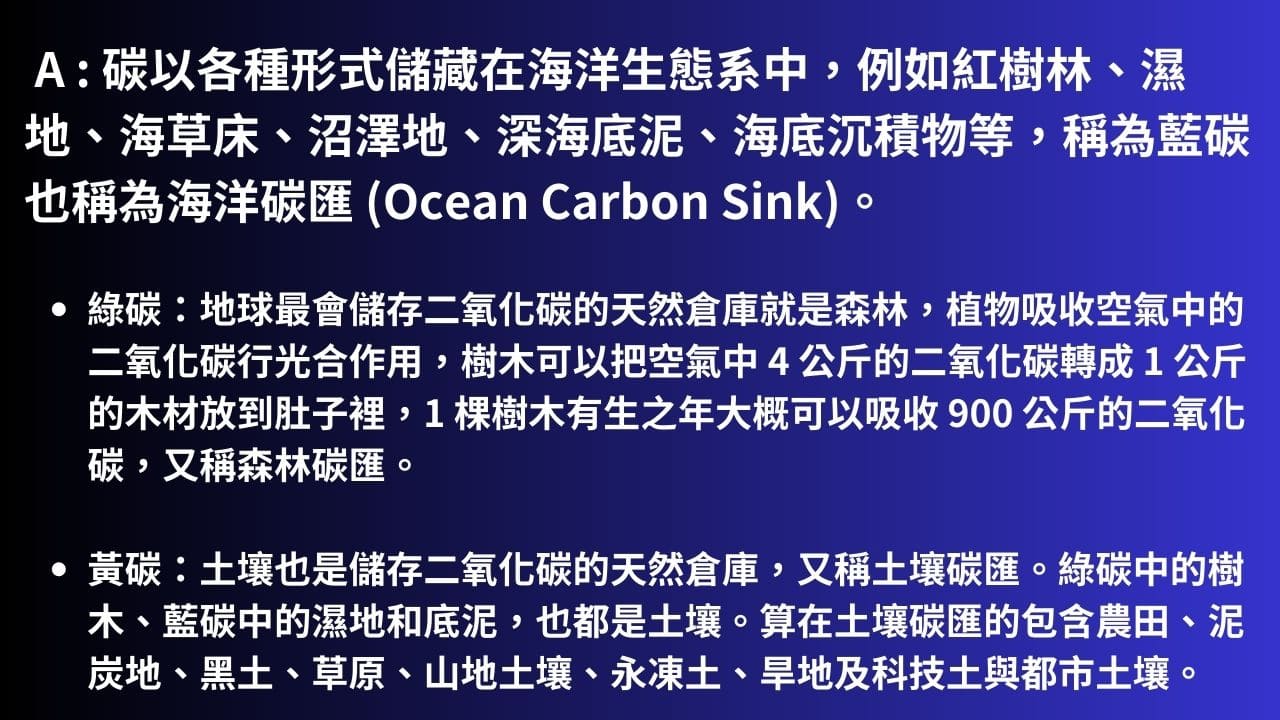 A : 碳以各種形式儲藏在海洋生態系中，例如紅樹林、濕
地、海草床、沼澤地、深海底泥、海底沉積物等，稱為藍碳
也稱為海洋碳匯 (Ocean Carbon Sink)。
• 綠碳：地球最會儲存二氧化碳的天然倉庫就是森林，植物吸收空氣中的
二氧化碳行光合作用，樹木可以把空氣中 4 公斤的二氧化碳轉成 1 公斤
的木材放到肚子裡，1 棵樹木有生之年大概可以吸收 900 公斤的二氧化
碳，又稱森林碳匯。
• 黃碳：土壤也是儲存二氧化碳的天然倉庫，又稱土壤碳匯。綠碳中的樹
木、藍碳中的濕地和底泥，也都是土壤。算在土壤碳匯的包含農田、泥
炭地、黑土、草原、山地土壤、永凍土、旱地及科技土與都市土壤。